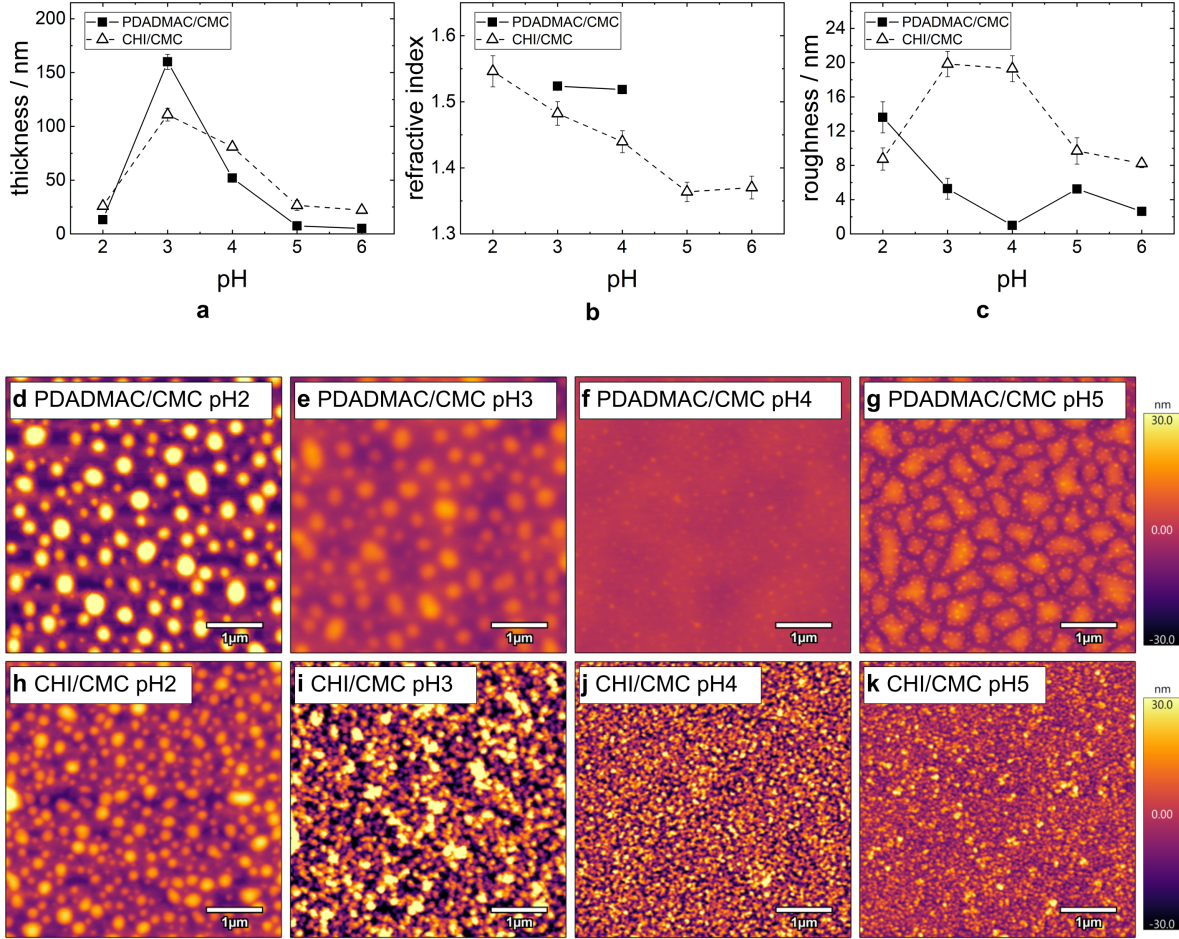 thickness / nm
200
150
100
50
0
PDADMAC/CMC
CHI/CMC
2 3 4 5 6
pH
a
refractive index
1.6
1.5
1.4
1.3
PDADMAC/CMC
CHI/CMC
2 3 4 5 6
pH
b
roughness / nm
24
20
16
12
8
4
0
PDADMAC/CMC
CHI/CMC
2 3 4 5 6
pH
c
d PDADMAC/CMC pH2
1µm
e PDADMAC/CMC pH3
1µm
f PDADMAC/CMC pH4
1µm
g PDADMAC/CMC pH5
1µm
nm
30.0
0.00
-30.0
h CHI/CMC pH2
1µm
i CHI/CMC pH3
1µm
j CHI/CMC pH4
1µm
k CHI/CMC pH5
1µm
nm
30.0
0.00
-30.0